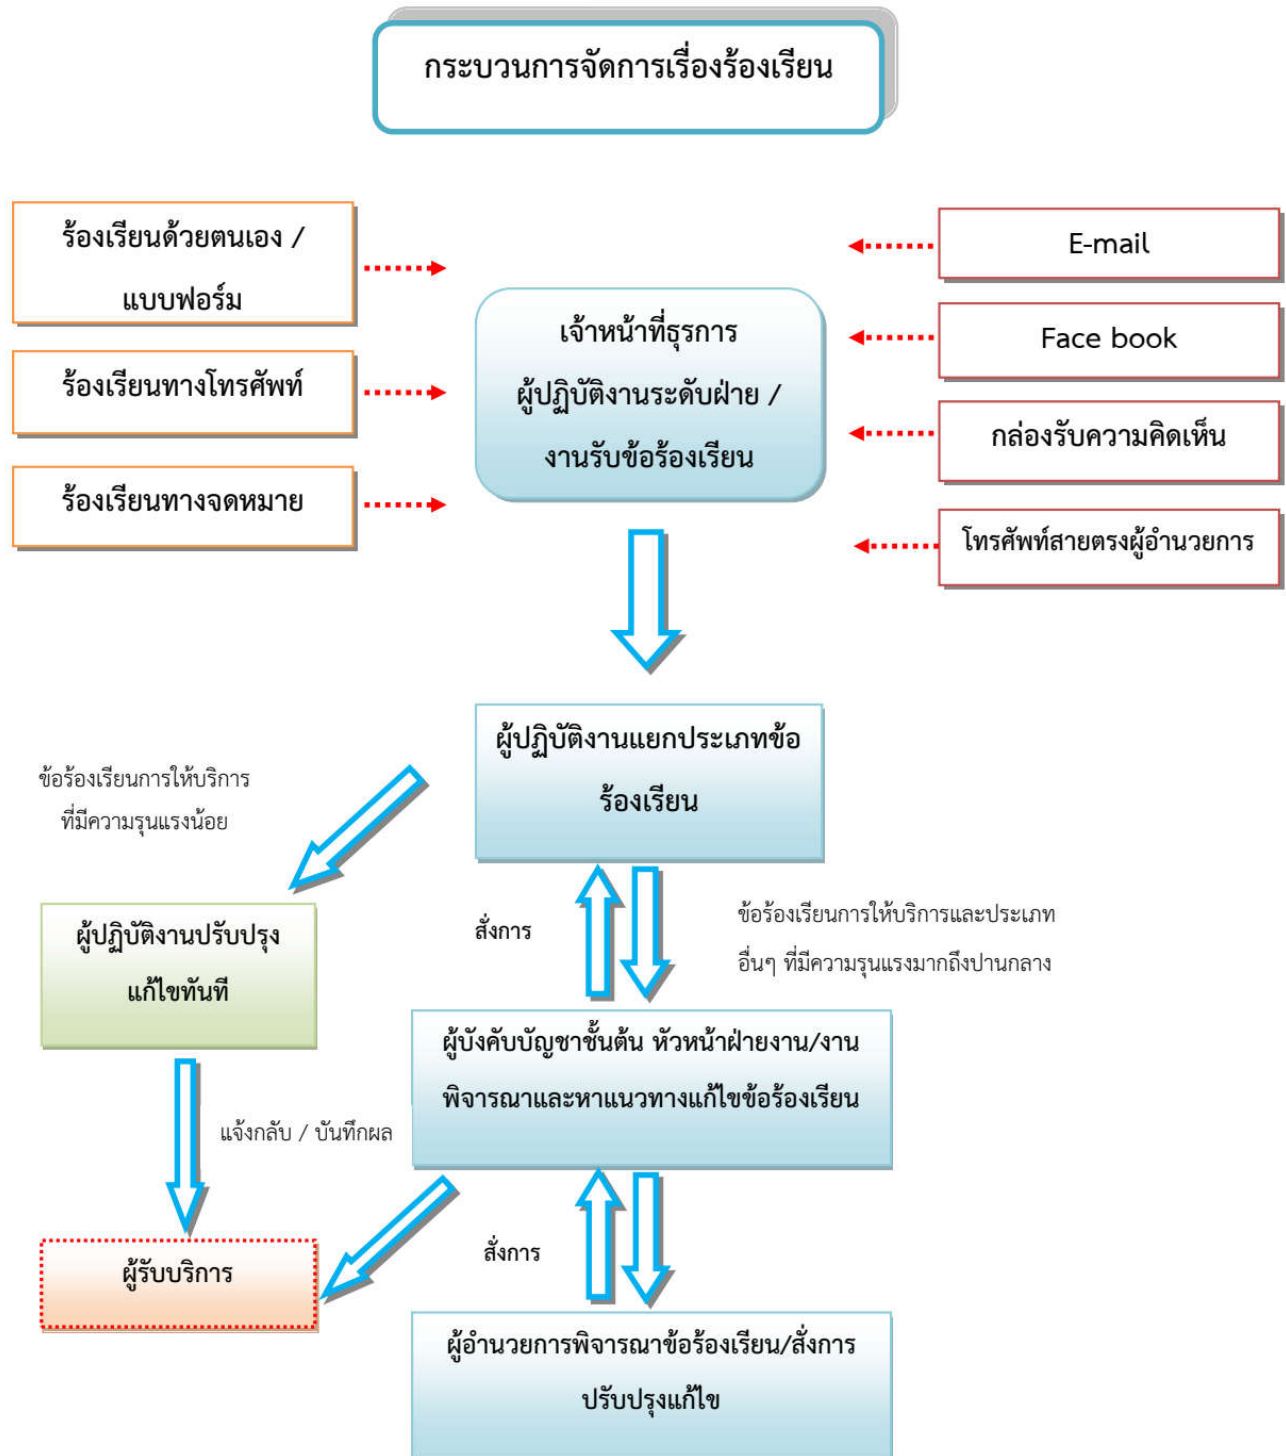 กระบวนการจัดการเรื่องร้องเรียน
ร้องเรียนด้วยตนเอง /
แบบฟอร์ม
ร้องเรียนทางโทรศัพท์
ร้องเรียนทางจดหมาย
เจ้าหน้าที่ธุรการ
ผู้ปฏิบัติงานระดับฝ่าย /
งานรับข้อร้องเรียน
E-mail
Face book
กล่องรับความคิดเห็น
โทรศัพท์สายตรงผู้อำนวยการ
ผู้ปฏิบัติงานแยกประเภทข้อ
ร้องเรียน
ข้อร้องเรียนการให้บริการ
ที่มีความรุนแรงน้อย
ผู้ปฏิบัติงานปรับปรุง
แก้ไขทันที
สั่งการ
ข้อร้องเรียนการให้บริการและประเภท
อื่นๆ ที่มีความรุนแรงมากถึงปานกลาง
ผู้บังคับบัญชาชั้นต้น หัวหน้าฝ่ายงาน/งาน
พิจารณาและหาแนวทางแก้ไขข้อร้องเรียน
แจ้งกลับ / บันทึกผล
ผู้รับบริการ
สั่งการ
ผู้อำนวยการพิจารณาข้อร้องเรียน/สั่งการ
ปรับปรุงแก้ไข